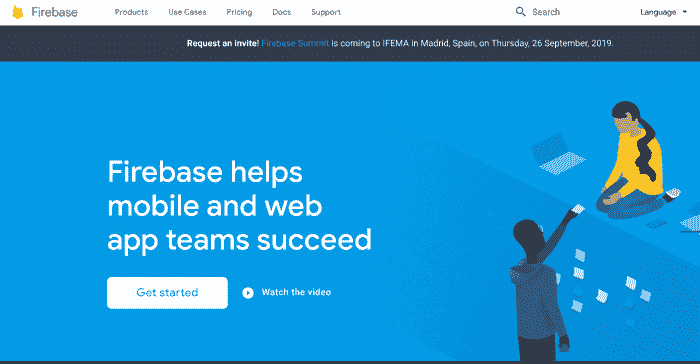 Firebase Products Use Cases Pricing Docs Support Search Language
Request an invite! Firebase Summit is coming to IFEMA in Madrid, Spain, on Thursday, 26 September, 2019.
Firebase helps
mobile and web
app teams succeed
Get started Watch the video